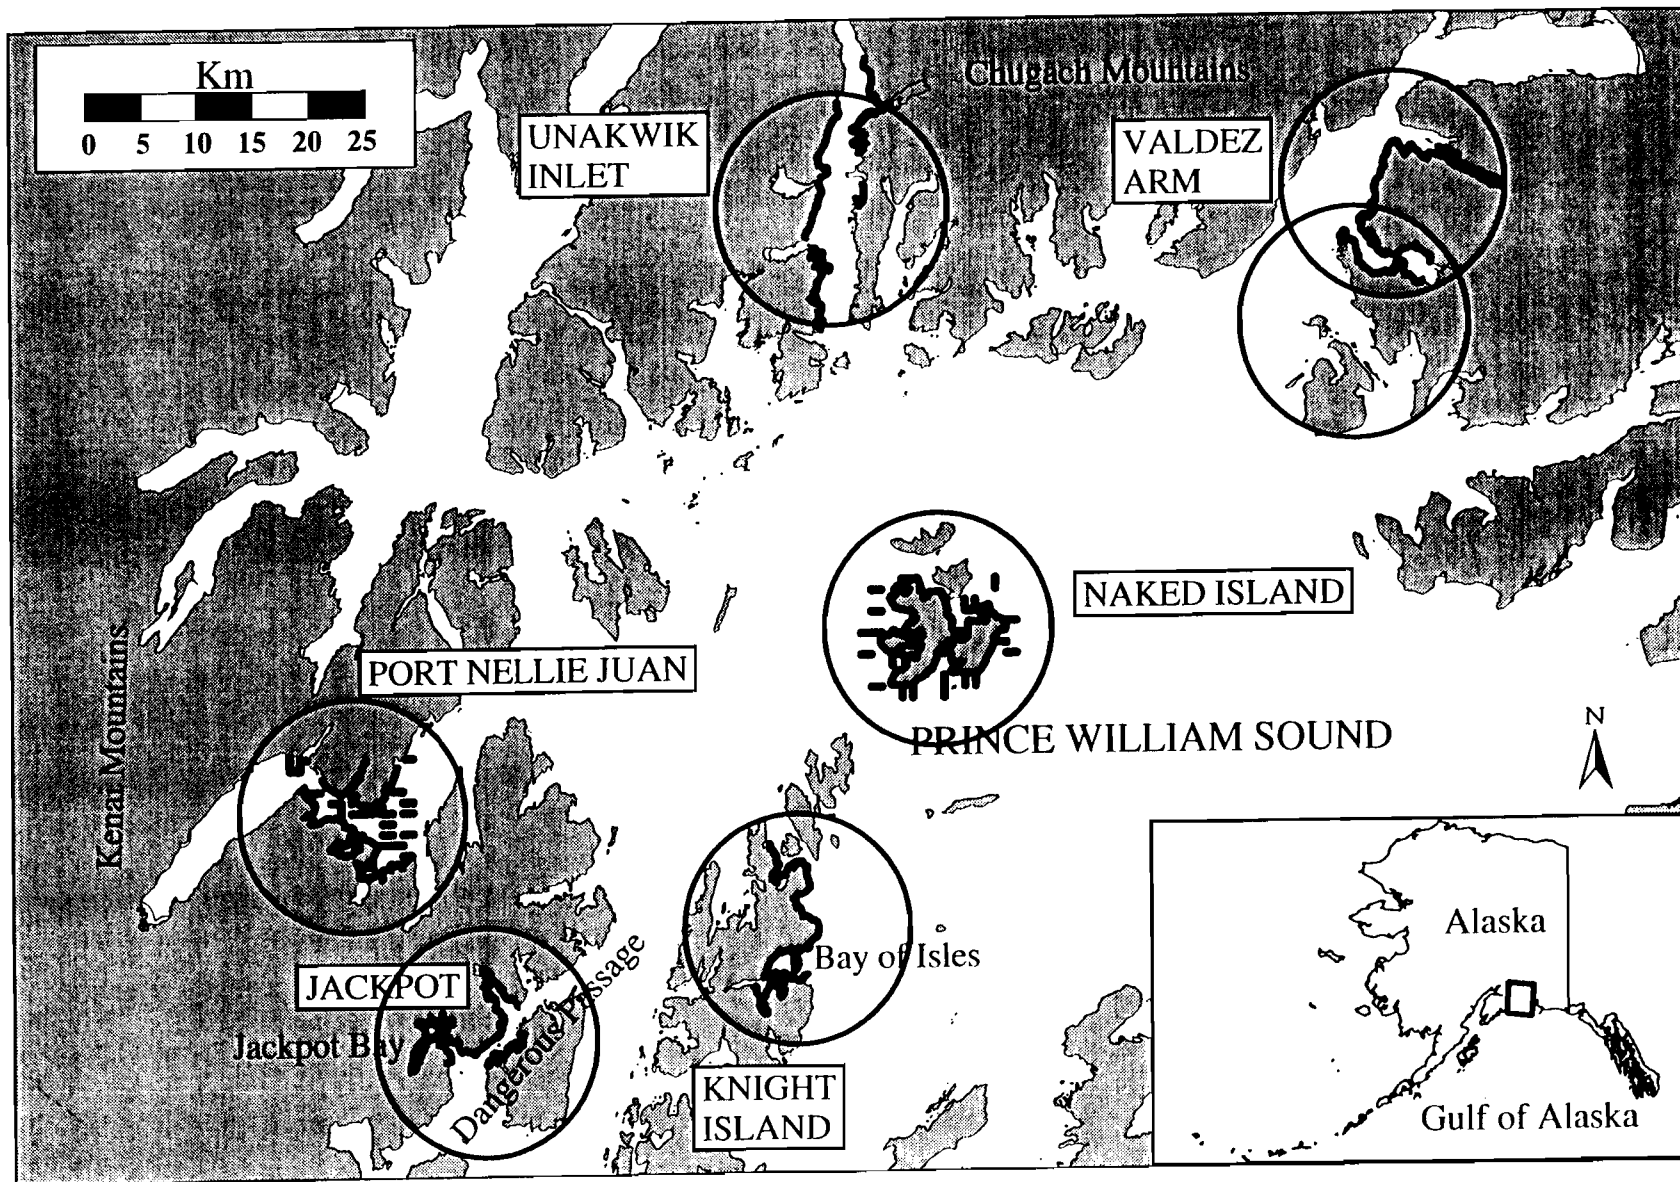 Km
0 5 10 15 20 25
Chugach Mountains
UNAKWIK
INLET
VALDEZ
ARM
NAKED ISLAND
PORT NELLIE JUAN
PRINCE WILLIAM SOUND
N
Kenai Mountains
Bay of Isles
Alaska
JACKPOT
Jackpot Bay
Dangerous Passage
KNIGHT
ISLAND
Gulf of Alaska